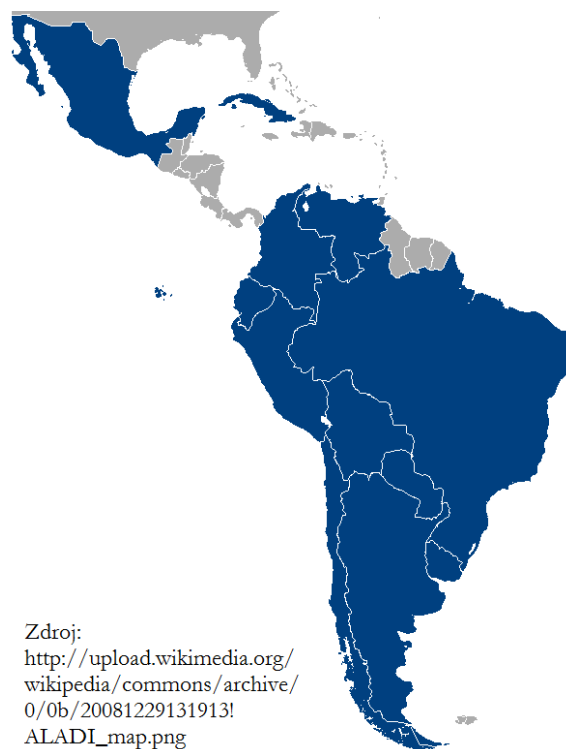 Zdroj:
http://upload.wikimedia.org/
wikipedia/commons/archive/
0/0b/20081229131913!
ALADI_map.png